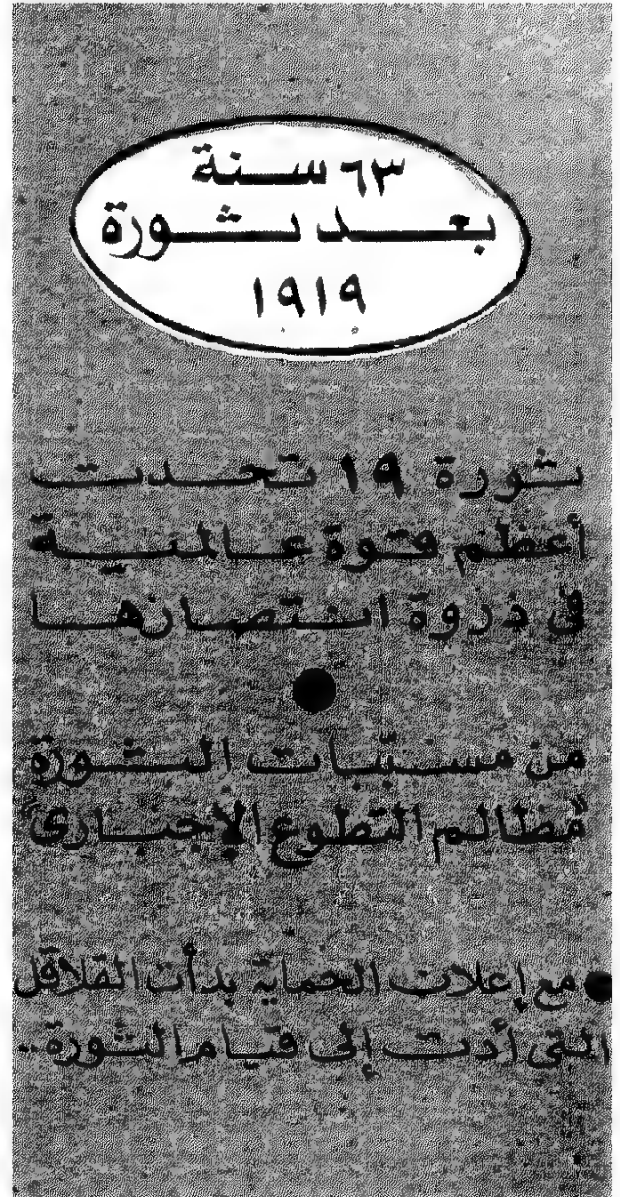 ٦٣ سنة
بعد ثورة
١٩١٩
ثورة ١٩ تحدت
أعظم قوة عالمية
في ذروة انتصارها
●
من مسببات الثورة
"مظالم التطوع الإجبارى"
● مع إعلان الحماية بدأت القلاقل
التى أدت إلى قيام الثورة ..